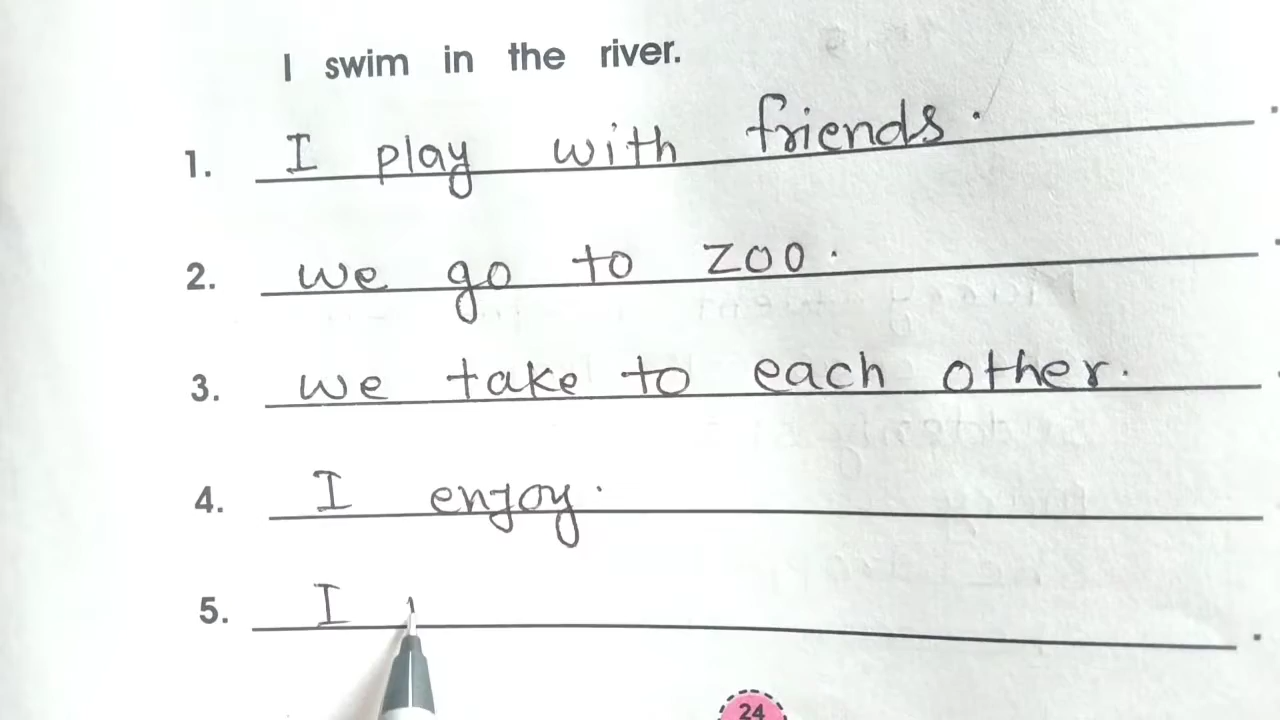 I swim in the river.
1. I play with friends.
2. we go to zoo.
3. we take to each other.
4. I enjoy.
5. I
24